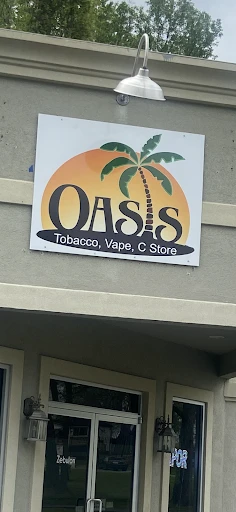 OASIS
Tobacco, Vape, C Store
Zebulon